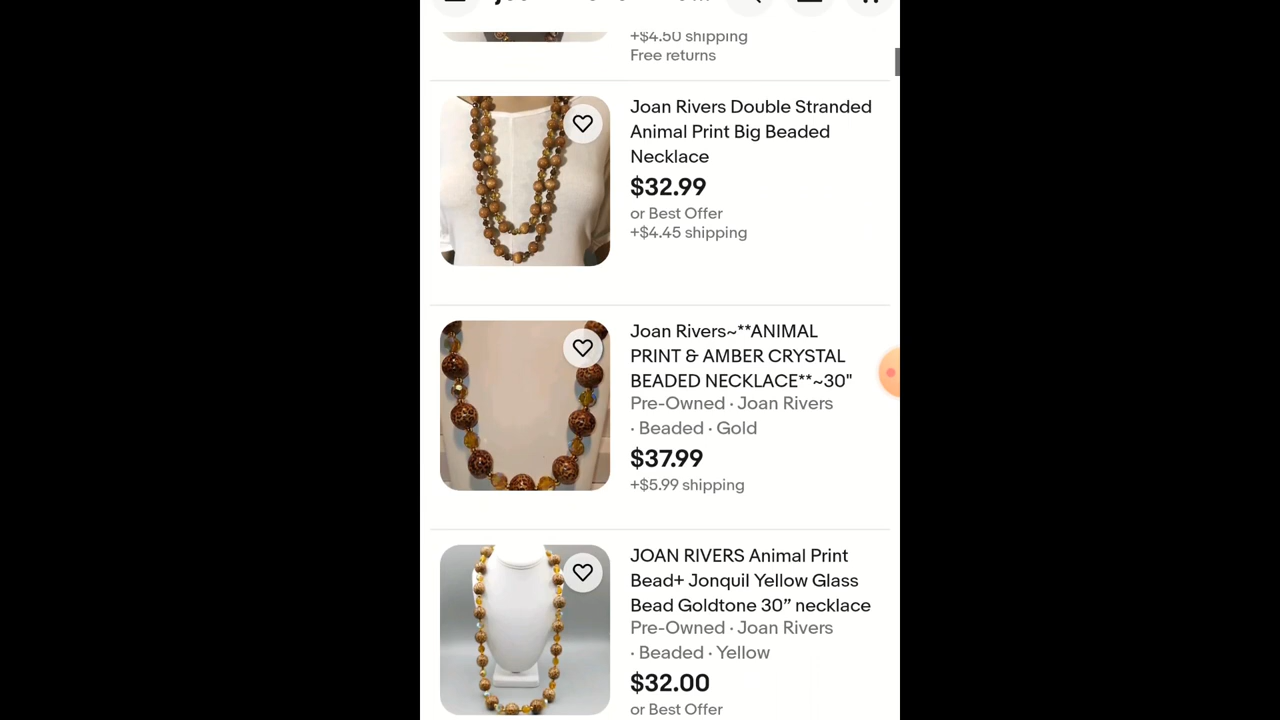 +$4.50 shipping
Free returns
Joan Rivers Double Stranded
Animal Print Big Beaded
Necklace
$32.99
or Best Offer
+$4.45 shipping
Joan Rivers~**ANIMAL
PRINT & AMBER CRYSTAL
BEADED NECKLACE**~30"
Pre-Owned · Joan Rivers
· Beaded · Gold
$37.99
+$5.99 shipping
JOAN RIVERS Animal Print
Bead+ Jonquil Yellow Glass
Bead Goldtone 30” necklace
Pre-Owned · Joan Rivers
· Beaded · Yellow
$32.00
or Best Offer